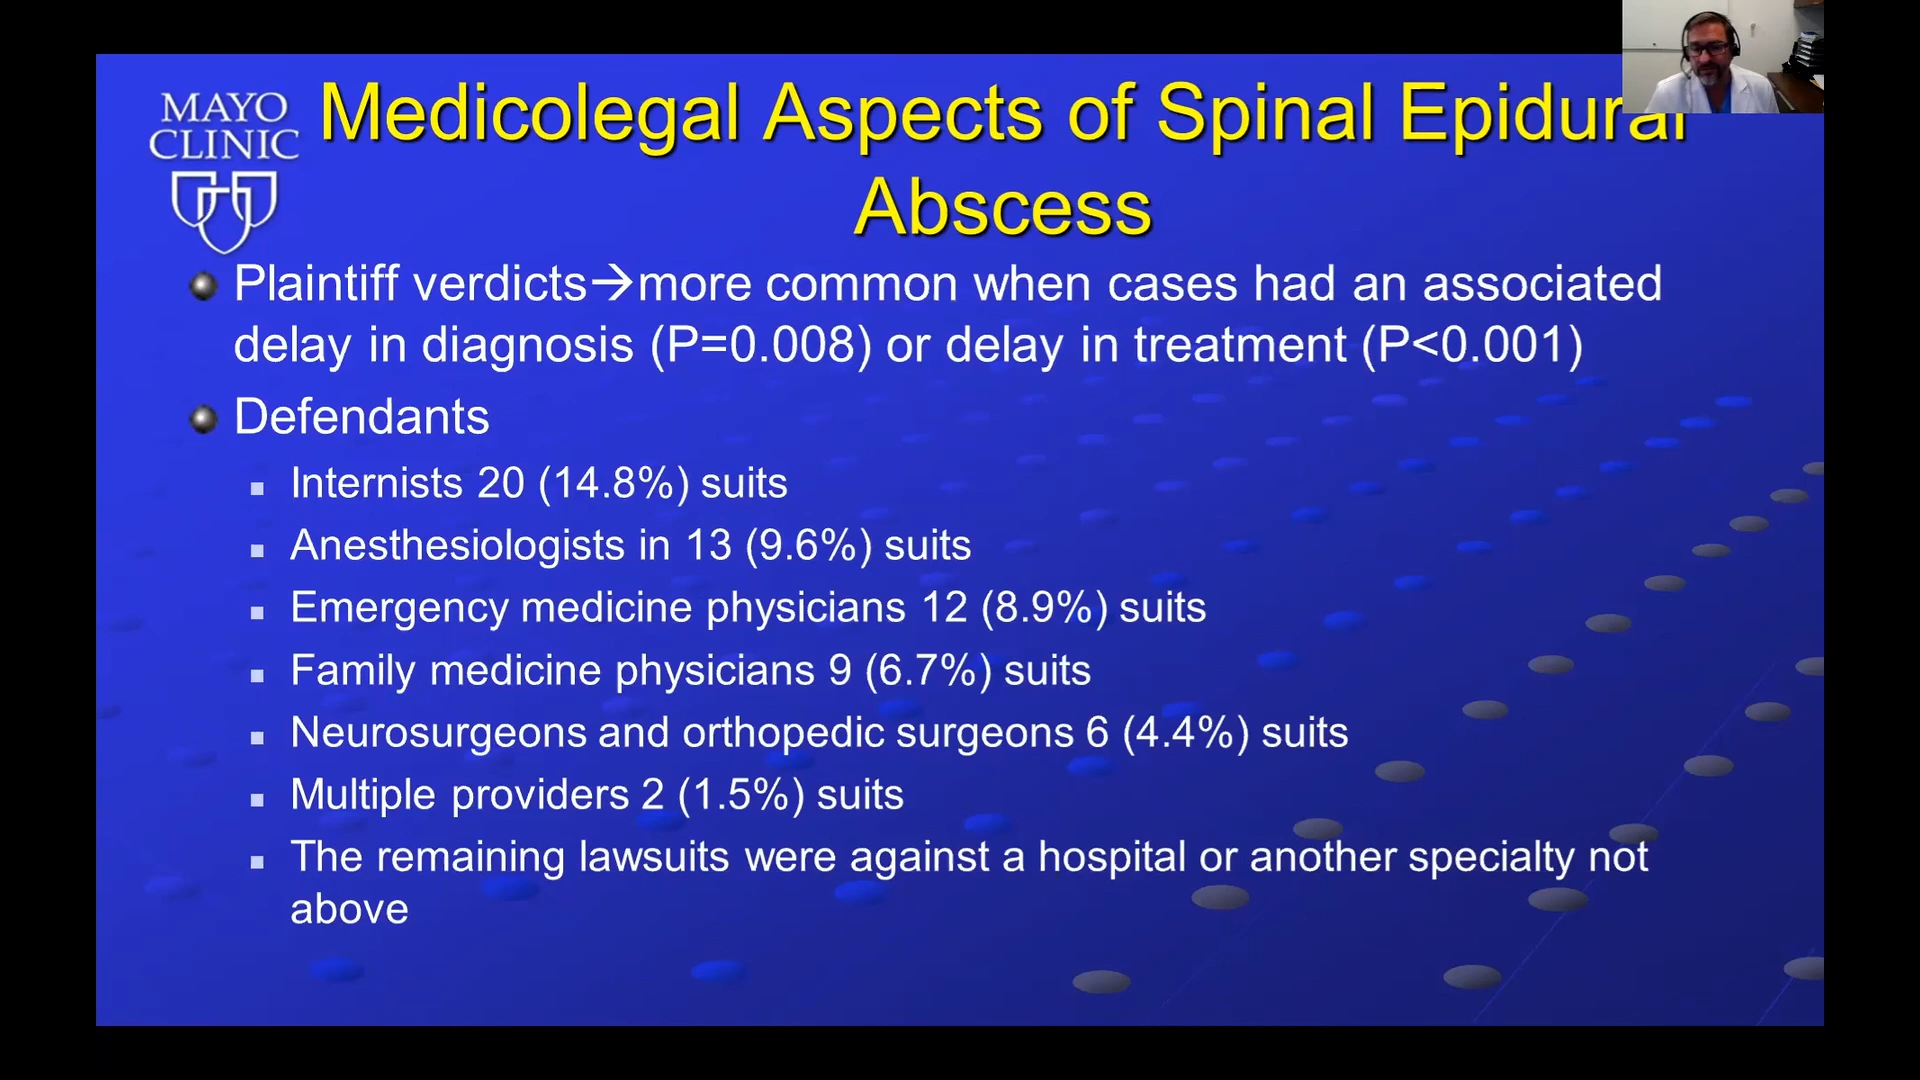 MAYO
CLINIC
Medicolegal Aspects of Spinal Epidural
Abscess
Plaintiff verdicts→more common when cases had an associated
delay in diagnosis (P=0.008) or delay in treatment (P<0.001)
Defendants
Internists 20 (14.8%) suits
Anesthesiologists in 13 (9.6%) suits
Emergency medicine physicians 12 (8.9%) suits
Family medicine physicians 9 (6.7%) suits
Neurosurgeons and orthopedic surgeons 6 (4.4%) suits
Multiple providers 2 (1.5%) suits
The remaining lawsuits were against a hospital or another specialty not
above